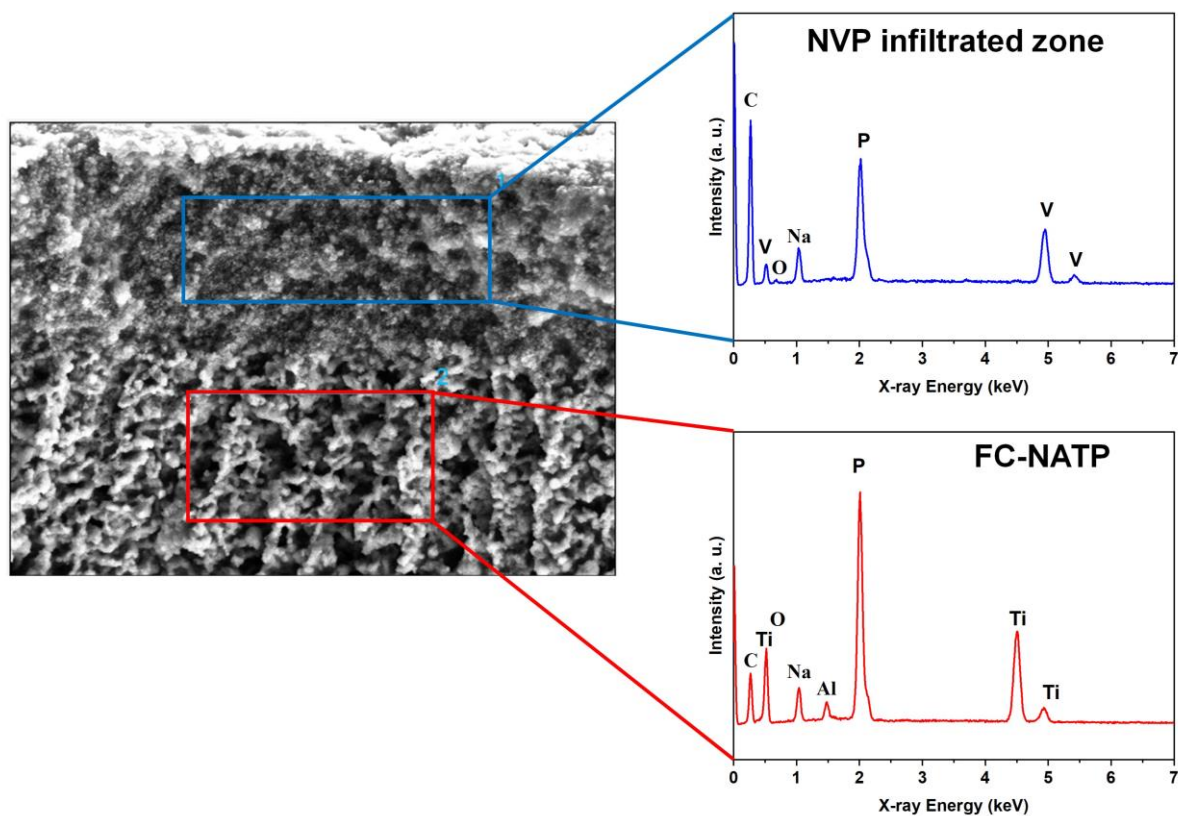 1
2
NVP infiltrated zone
Intensity (a. u.)
C
V
O
Na
P
V
V
0 1 2 3 4 5 6 7
X-ray Energy (keV)
FC-NATP
Intensity (a. u.)
C
Ti
O
Na
Al
P
Ti
Ti
0 1 2 3 4 5 6 7
X-ray Energy (keV)